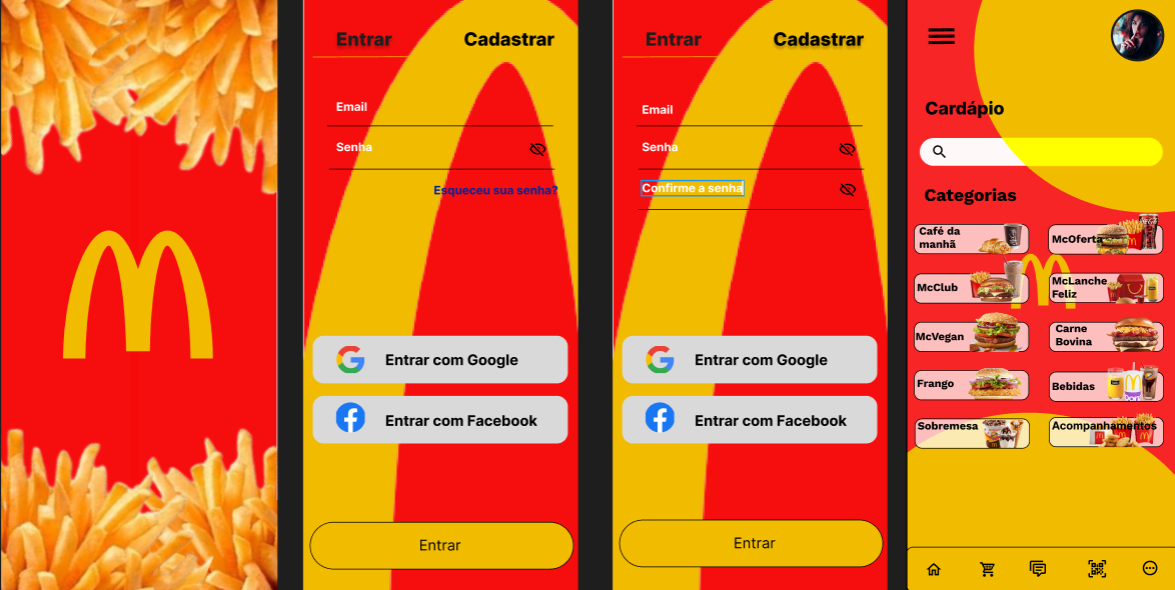 Entrar Cadastrar
Email
Senha
Esqueceu sua senha?
Entrar com Google
Entrar com Facebook
Entrar
Entrar Cadastrar
Email
Senha
Confirme a senha
Entrar com Google
Entrar com Facebook
Entrar
Cardápio
Categorias
Café da
manhã
McOferta
McClub
McLanche
Feliz
McVegan
Carne
Bovina
Frango
Bebidas
Sobremesa
Acompanhamentos